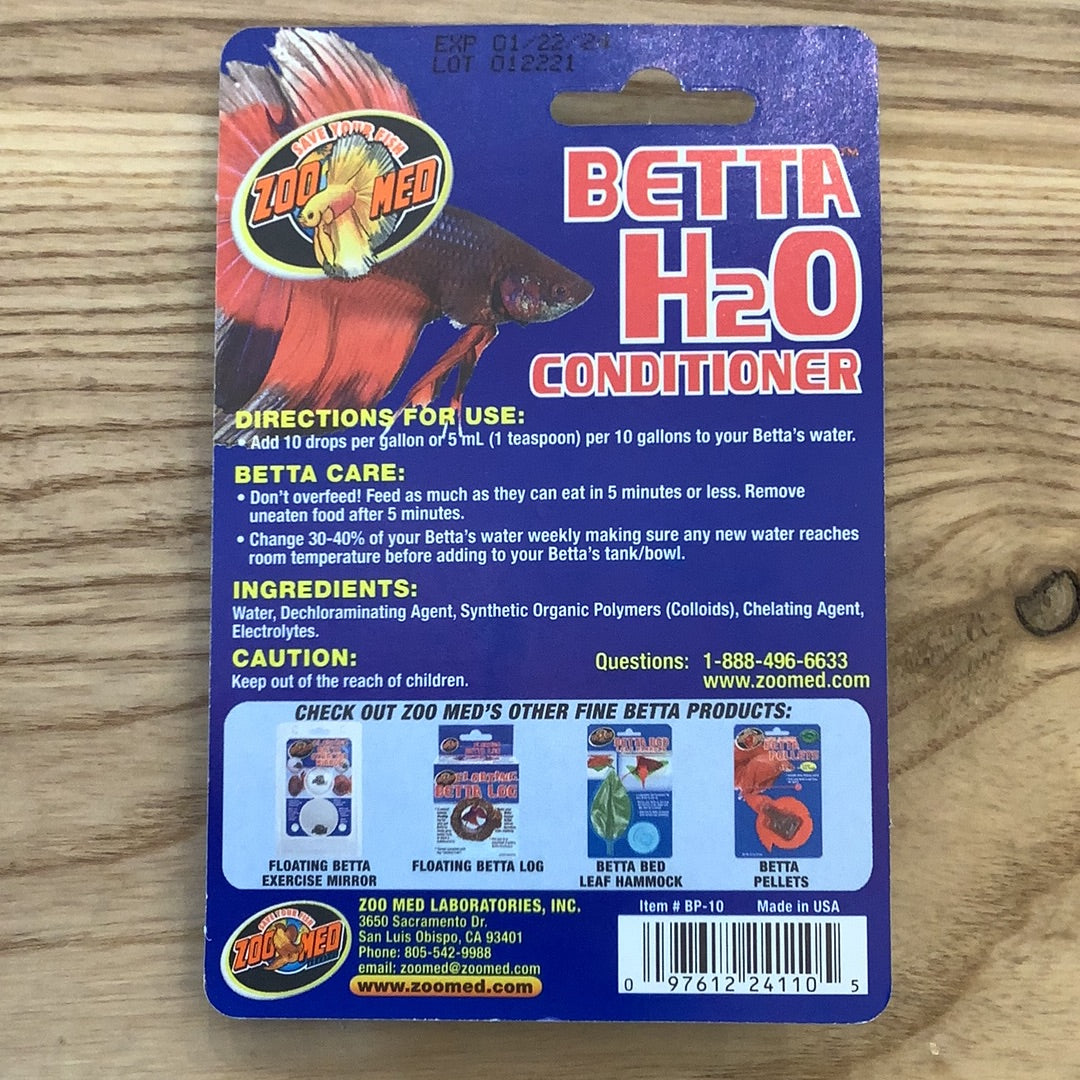 EXP 01/22/24
LOT 012221
SAVE YOUR FISH
ZOO MED
BETTA™
H2O
CONDITIONER
DIRECTIONS FOR USE:
• Add 10 drops per gallon or 5 mL (1 teaspoon) per 10 gallons to your Betta's water.
BETTA CARE:
• Don't overfeed! Feed as much as they can eat in 5 minutes or less. Remove
uneaten food after 5 minutes.
• Change 30-40% of your Betta's water weekly making sure any new water reaches
room temperature before adding to your Betta's tank/bowl.
INGREDIENTS:
Water, Dechloraminating Agent, Synthetic Organic Polymers (Colloids), Chelating Agent,
Electrolytes.
CAUTION:
Keep out of the reach of children.
Questions: 1-888-496-6633
www.zoomed.com
CHECK OUT ZOO MED'S OTHER FINE BETTA PRODUCTS:
FLOATING
BETTA LOG
BETTA BED
BETTA
PELLETS
FLOATING BETTA
EXERCISE MIRROR
FLOATING BETTA LOG
BETTA BED
LEAF HAMMOCK
BETTA
PELLETS
SAVE YOUR FISH
ZOO MED
ZOO MED LABORATORIES, INC.
3650 Sacramento Dr.
San Luis Obispo, CA 93401
Phone: 805-542-9988
email: zoomed@zoomed.com
www.zoomed.com
Item # BP-10 Made in USA
0 97612 24110 5